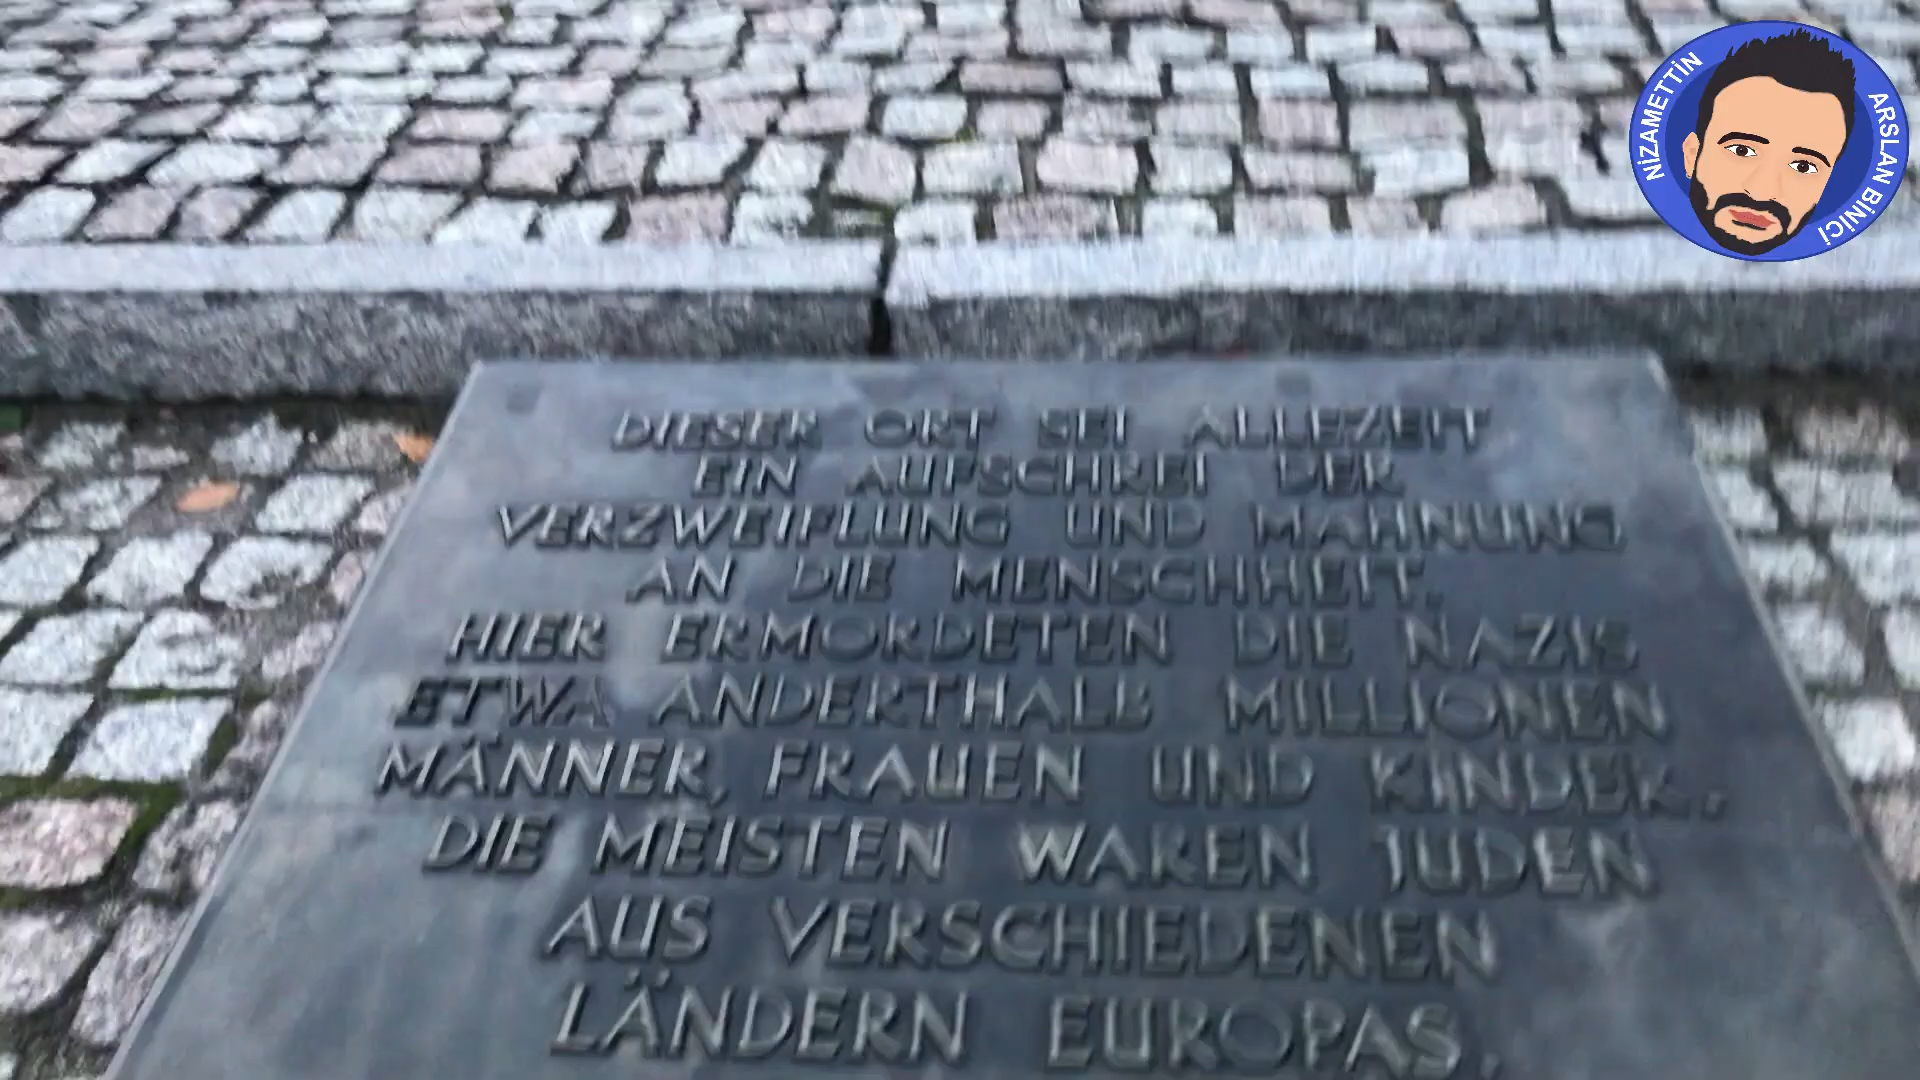 NİZAMETTİN ARSLAN BİNİCİ
DIESER ORT SEI ALLEZEIT
EIN AUFSCHREI DER
VERZWEIFLUNG UND MAHNUNG
AN DIE MENSCHHEIT.
HIER ERMORDETEN DIE NAZIS
ETWA ANDERTHALB MILLIONEN
MÄNNER, FRAUEN UND KINDER.
DIE MEISTEN WAREN JUDEN
AUS VERSCHIEDENEN
LÄNDERN EUROPAS.